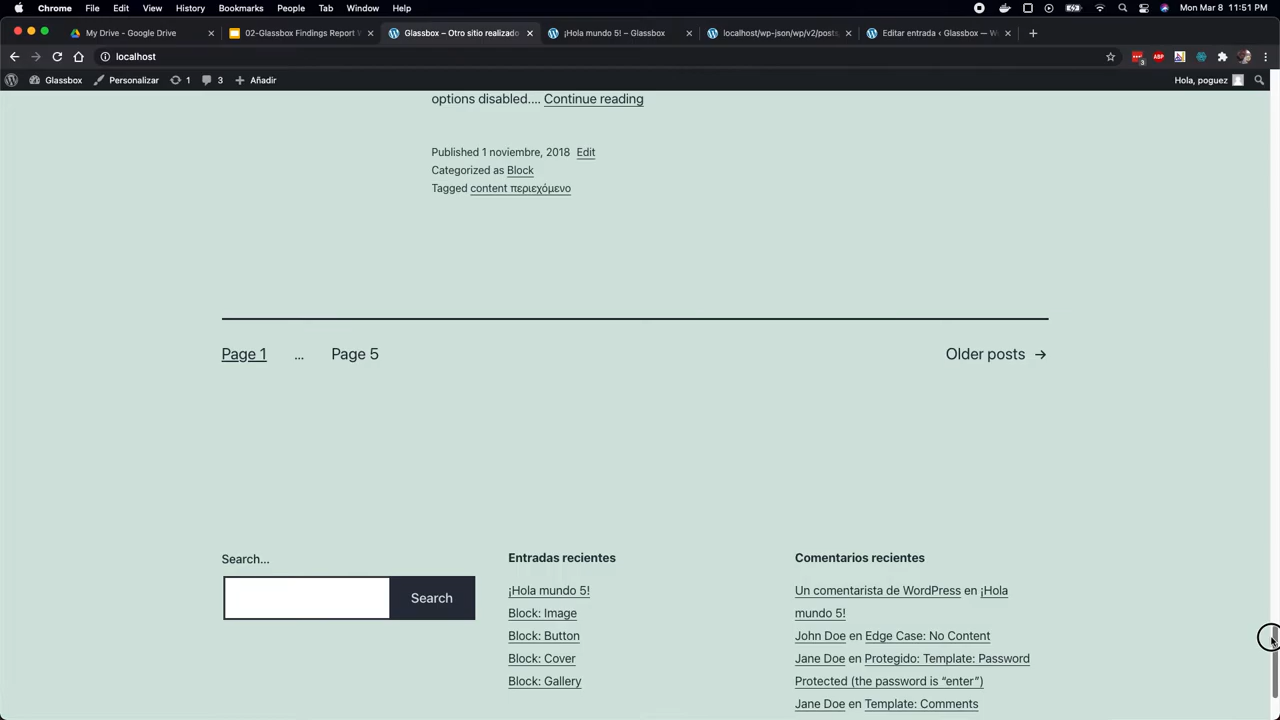 Chrome File Edit View History Bookmarks People Tab Window Help Mon Mar 8 11:51 PM
My Drive - Google Drive 02-Glassbox Findings Report W Glassbox – Otro sitio realizado ¡Hola mundo 5! – Glassbox localhost/wp-json/wp/v2/posts Editar entrada ‹ Glassbox — W
localhost
Glassbox Personalizar 1 3 Añadir Hola, poguez
options disabled.... Continue reading
Published 1 noviembre, 2018 Edit
Categorized as Block
Tagged content περιεχόμενο
Page 1 ... Page 5 Older posts →
Search...
Search
Entradas recientes
¡Hola mundo 5!
Block: Image
Block: Button
Block: Cover
Block: Gallery
Comentarios recientes
Un comentarista de WordPress en ¡Hola
mundo 5!
John Doe en Edge Case: No Content
Jane Doe en Protegido: Template: Password
Protected (the password is “enter”)
Jane Doe en Template: Comments